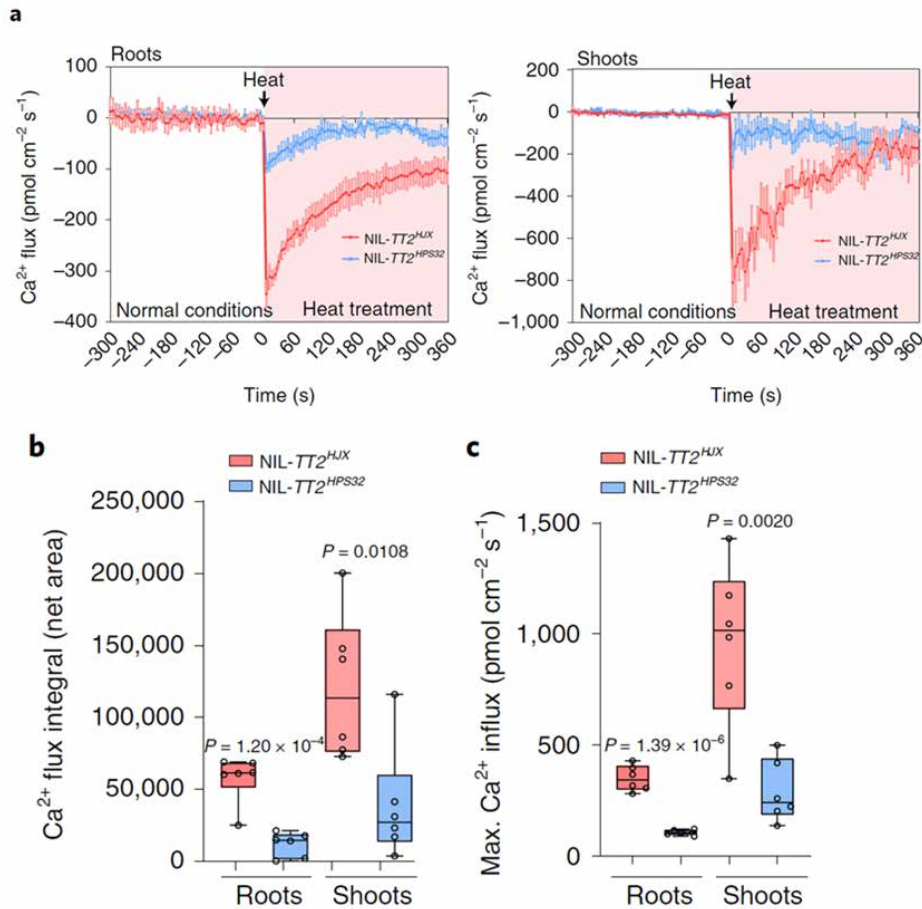 a
Roots
Heat
100
0
−100
−200
−300
−400
Ca²⁺ flux (pmol cm⁻² s⁻¹)
NIL-TT2ᴴᴶˣ
NIL-TT2ᴴᴾˢ³²
Normal conditions
Heat treatment
−300 −240 −180 −120 −60 0 60 120 180 240 300 360
Time (s)
Shoots
Heat
200
0
−200
−400
−600
−800
−1,000
Ca²⁺ flux (pmol cm⁻² s⁻¹)
NIL-TT2ᴴᴶˣ
NIL-TT2ᴴᴾˢ³²
Normal conditions
Heat treatment
−300 −240 −180 −120 −60 0 60 120 180 240 300 360
Time (s)
b
NIL-TT2ᴴᴶˣ
NIL-TT2ᴴᴾˢ³²
250,000
200,000
150,000
100,000
50,000
0
Ca²⁺ flux integral (net area)
P = 0.0108
P = 1.20 × 10⁻⁴
Roots Shoots
c
NIL-TT2ᴴᴶˣ
NIL-TT2ᴴᴾˢ³²
1,500
1,000
500
0
Max. Ca²⁺ influx (pmol cm⁻² s⁻¹)
P = 0.0020
P = 1.39 × 10⁻⁶
Roots Shoots